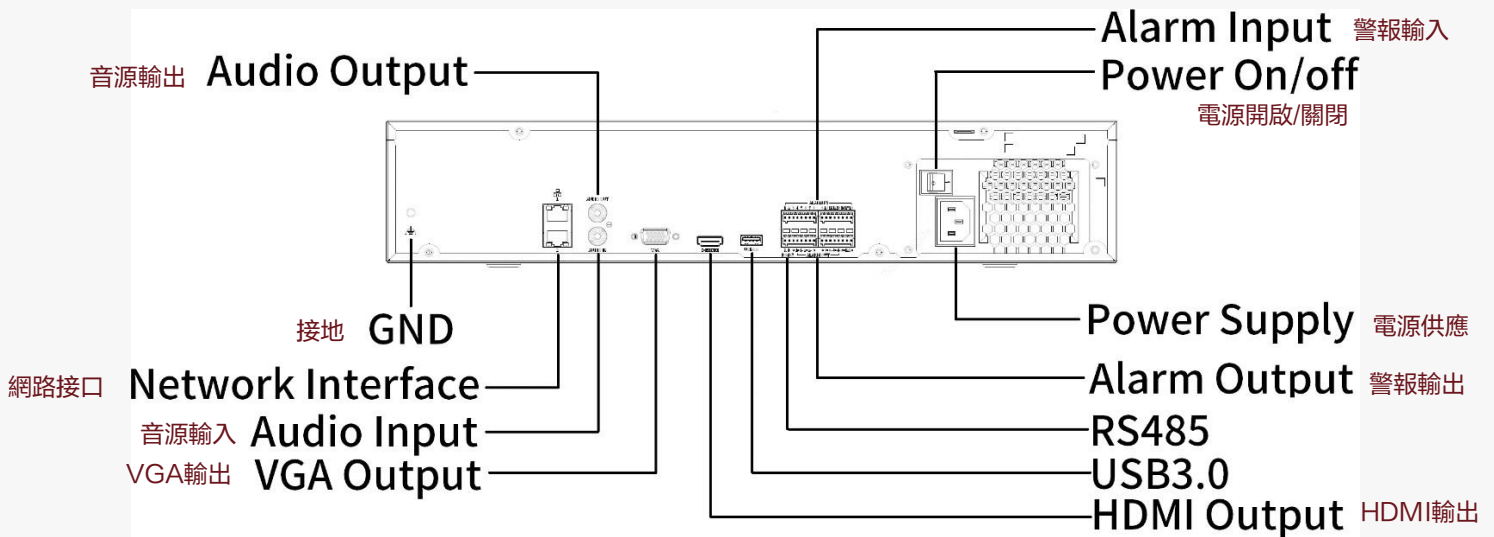 Alarm Input 警報輸入
音源輸出 Audio Output
Power On/off
電源開啟/關閉
接地 GND
Power Supply 電源供應
網路接口 Network Interface
Alarm Output 警報輸出
音源輸入 Audio Input
RS485
VGA輸出 VGA Output
USB3.0
HDMI Output HDMI輸出